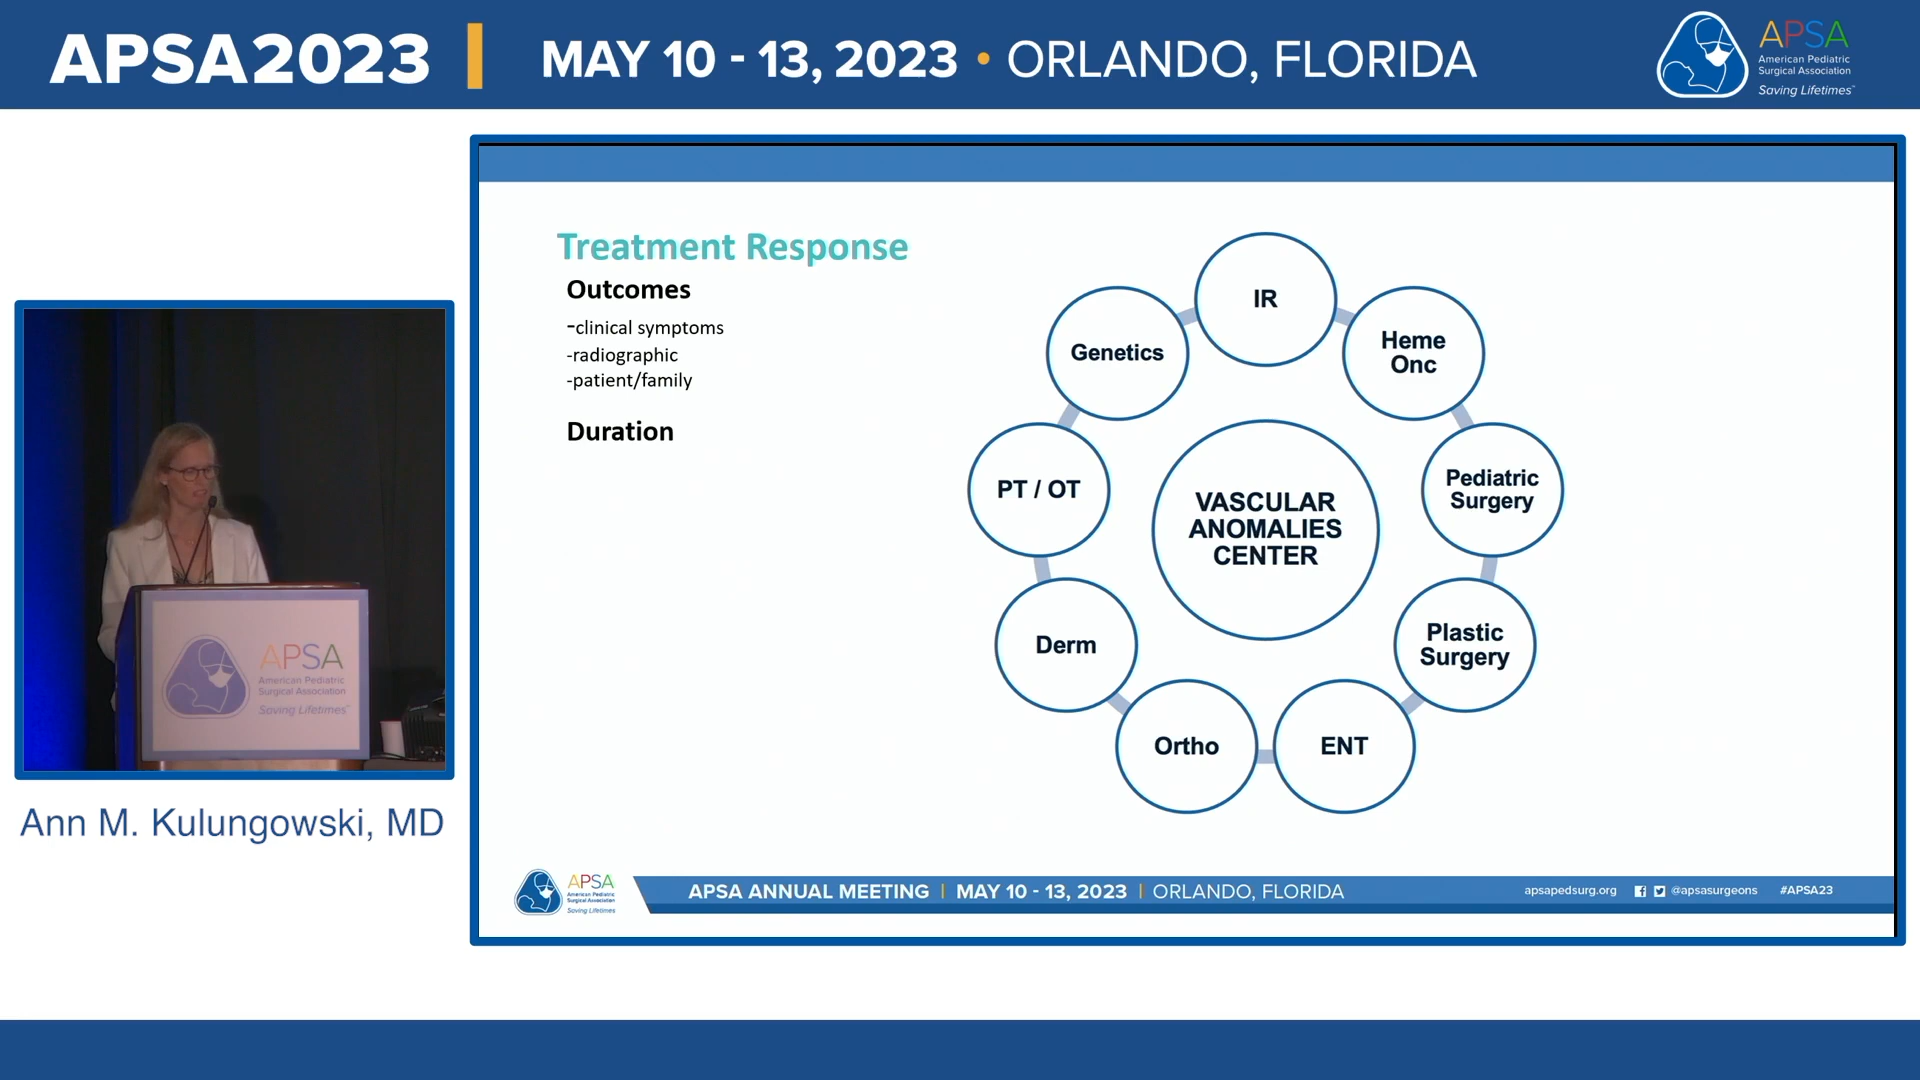 APSA2023
MAY 10 - 13, 2023 • ORLANDO, FLORIDA
APSA
American Pediatric
Surgical Association
Saving Lifetimes™
Treatment Response
Outcomes
-clinical symptoms
-radiographic
-patient/family
Duration
IR
Heme
Onc
Pediatric
Surgery
Plastic
Surgery
ENT
Ortho
Derm
PT / OT
Genetics
VASCULAR
ANOMALIES
CENTER
APSA
American Pediatric
Surgical Association
Saving Lifetimes™
Ann M. Kulungowski, MD
APSA
American Pediatric
Surgical Association
Saving Lifetimes
APSA ANNUAL MEETING | MAY 10 - 13, 2023 | ORLANDO, FLORIDA
apsapedsurg.org @apsasurgeons #APSA23